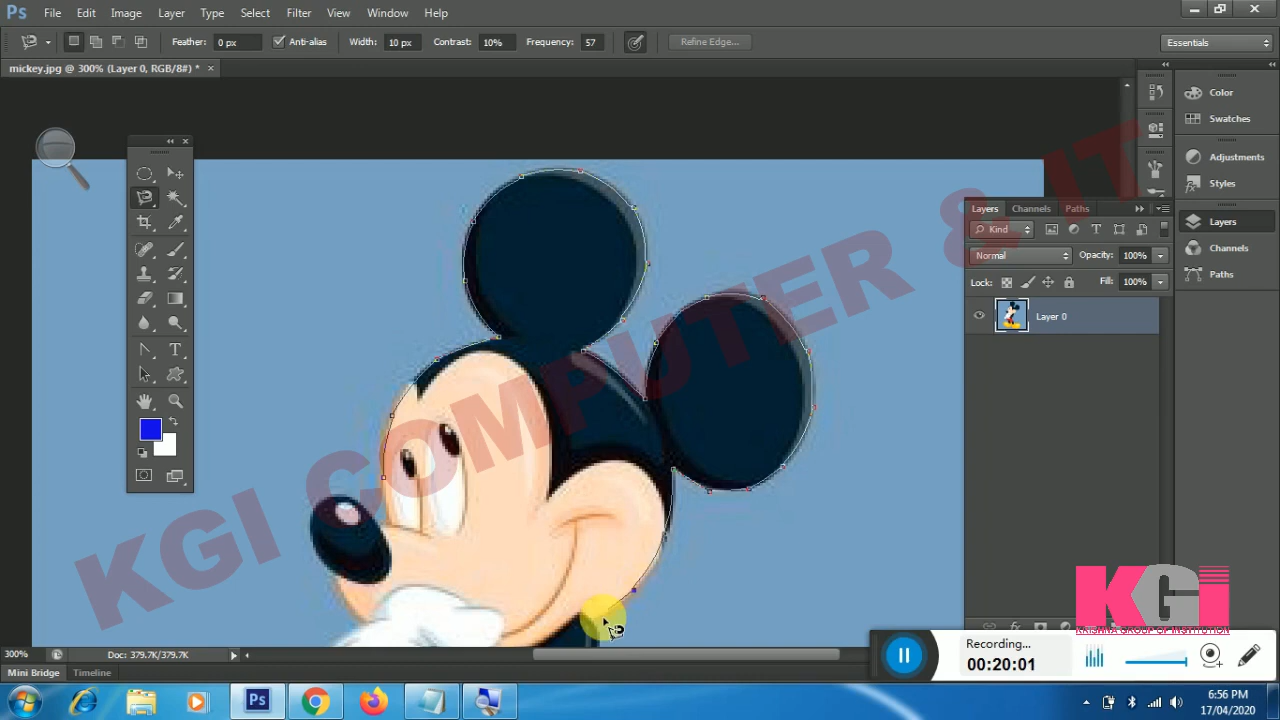 Ps File Edit Image Layer Type Select Filter View Window Help
Feather: 0 px Anti-alias Width: 10 px Contrast: 10% Frequency: 57 Refine Edge... Essentials
mickey.jpg @ 300% (Layer 0, RGB/8#) * ×
Color
Swatches
Adjustments
Styles
Layers
Channels
Paths
Layers Channels Paths
Kind
Normal Opacity: 100%
Lock: Fill: 100%
Layer 0
KGI COMPUTER & IT
KGI
KRISHNA GROUP OF INSTITUTION
fx
Recording...
00:20:01
300% Doc: 379.7K/379.7K
Mini Bridge Timeline
Ps
6:56 PM
17/04/2020